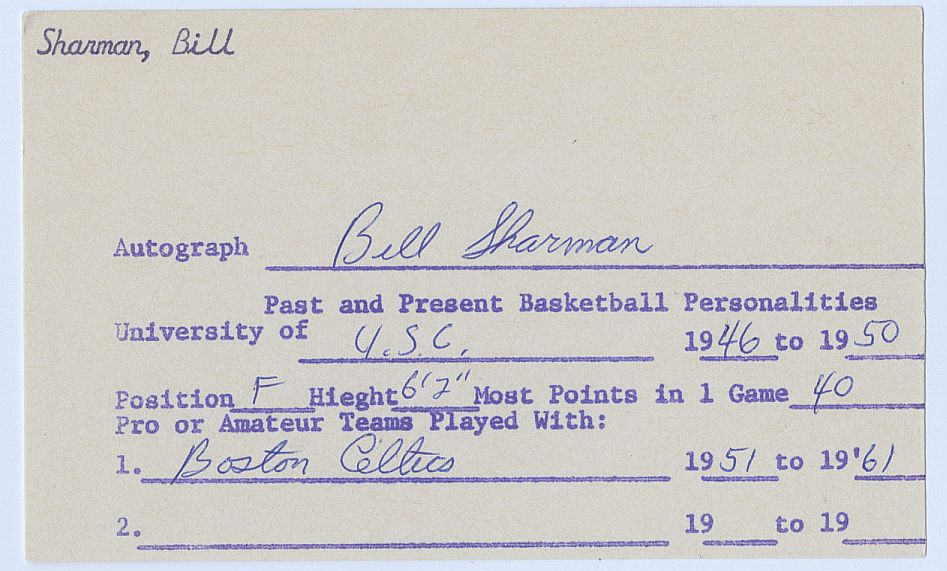 Sharman, Bill
Autograph Bill Sharman
Past and Present Basketball Personalities
University of U.S.C. 1946 to 1950
Position F Hieght 6'2" Most Points in 1 Game 40
Pro or Amateur Teams Played With:
1. Boston Celtics 1951 to 19'61
2. 19 to 19